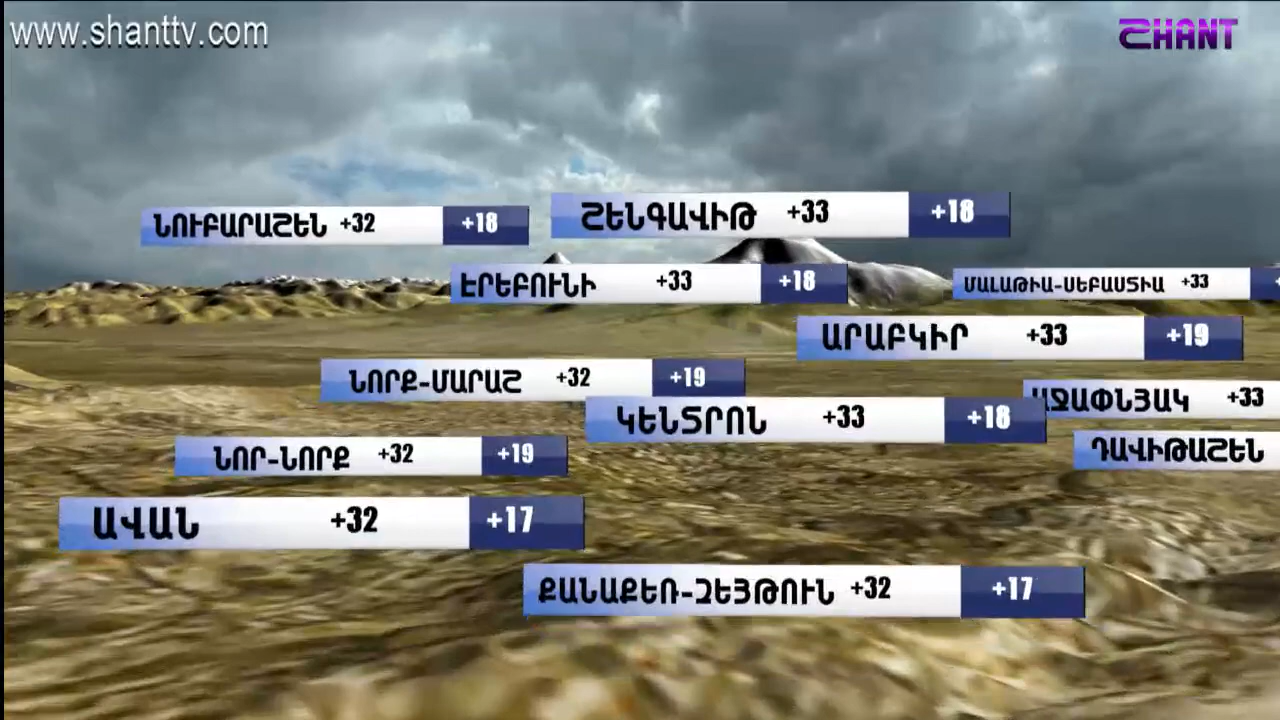 www.shanttv.com
SHANT
ՆՈՒԲԱՐԱՇԵՆ +32 +18
ՇԵՆԳԱՎԻԹ +33 +18
ԷՐԵԲՈՒՆԻ +33 +18
ՄԱԼԱԹԻԱ-ՍԵԲԱՍՏԻԱ +33
ԱՐԱԲԿԻՐ +33 +19
ՆՈՐՔ-ՄԱՐԱՇ +32 +19
ԱՋԱՓՆՅԱԿ +33
ԿԵՆՏՐՈՆ +33 +18
ԴԱՎԻԹԱՇԵՆ
ՆՈՐ-ՆՈՐՔ +32 +19
ԱՎԱՆ +32 +17
ՔԱՆԱՔԵՌ-ԶԵՅԹՈՒՆ +32 +17